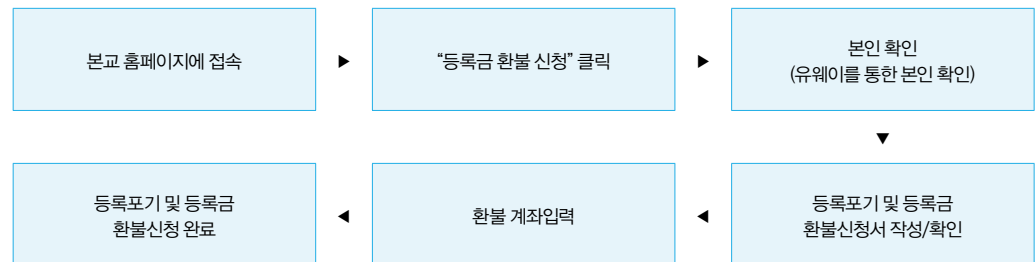 본교 홈페이지에 접속
▶
“등록금 환불 신청” 클릭
▶
본인 확인
(유웨이를 통한 본인 확인)
▼
등록포기 및 등록금
환불신청서 작성/확인
◀
환불 계좌입력
◀
등록포기 및 등록금
환불신청 완료